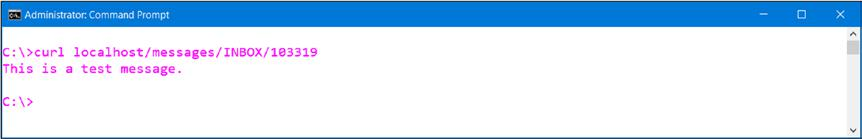 Administrator: Command Prompt
C:\>curl localhost/messages/INBOX/103319
This is a test message.
C:\>